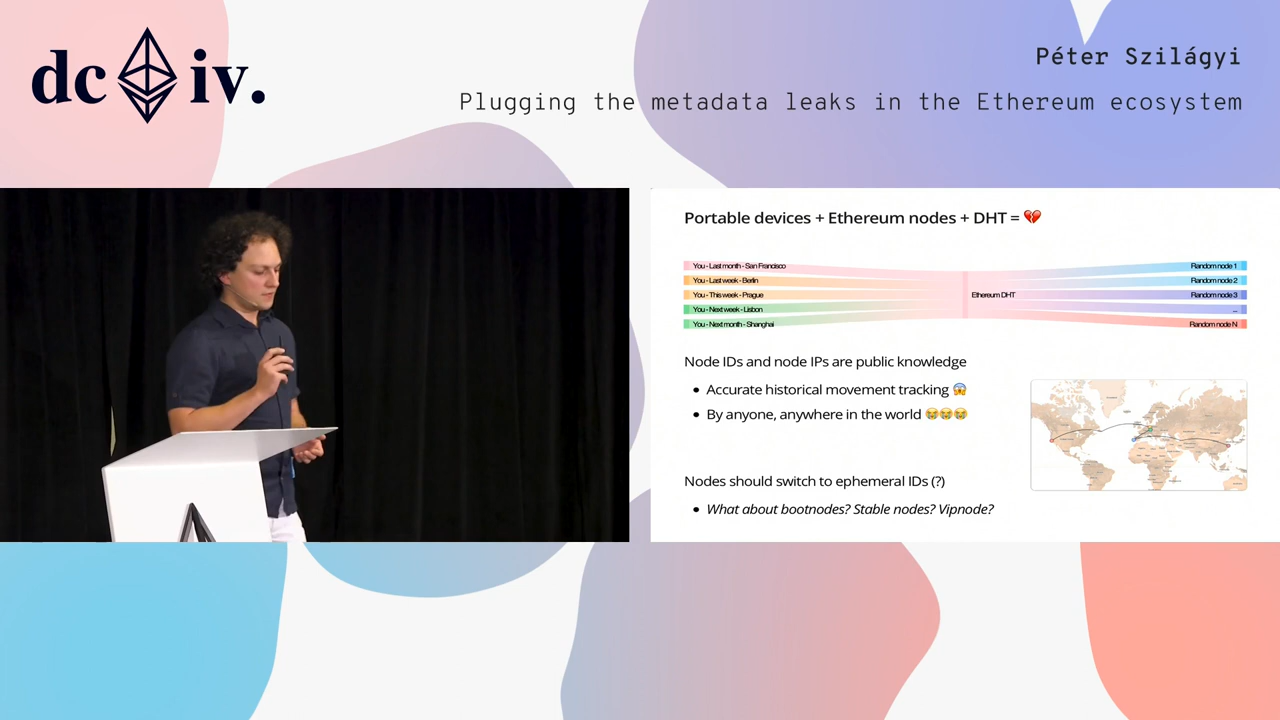 dc iv.
Péter Szilágyi
Plugging the metadata leaks in the Ethereum ecosystem
Portable devices + Ethereum nodes + DHT = 💔
You - Last month - San Francisco
You - Last week - Berlin
You - This week - Prague
You - Next week - Lisbon
You - Next month - Shanghai
Ethereum DHT
Random node 1
Random node 2
Random node 3
...
Random node N
Node IDs and node IPs are public knowledge
• Accurate historical movement tracking 😱
• By anyone, anywhere in the world 😭😭😭
Nodes should switch to ephemeral IDs (?)
• What about bootnodes? Stable nodes? Vipnode?